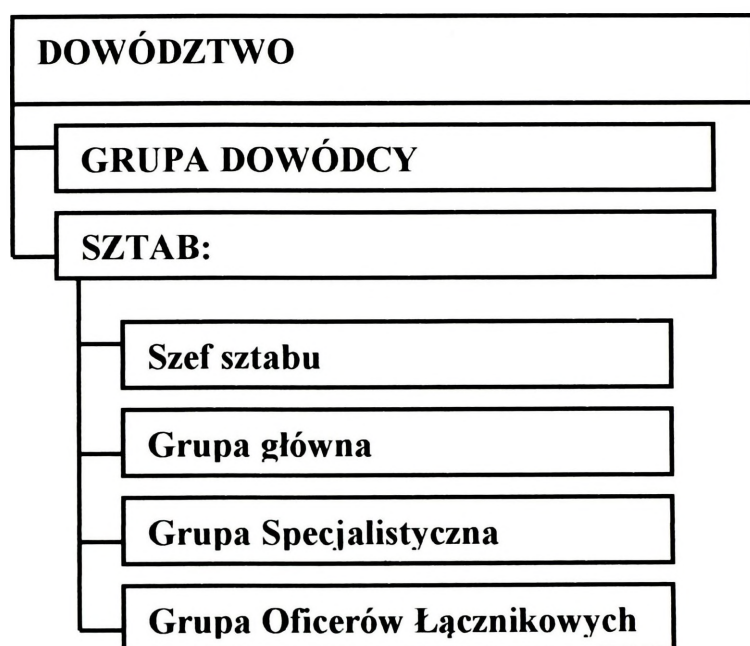 DOWÓDZTWO
GRUPA DOWÓDCY
SZTAB:
Szef sztabu
Grupa główna
Grupa Specjalistyczna
Grupa Oficerów Łącznikowych